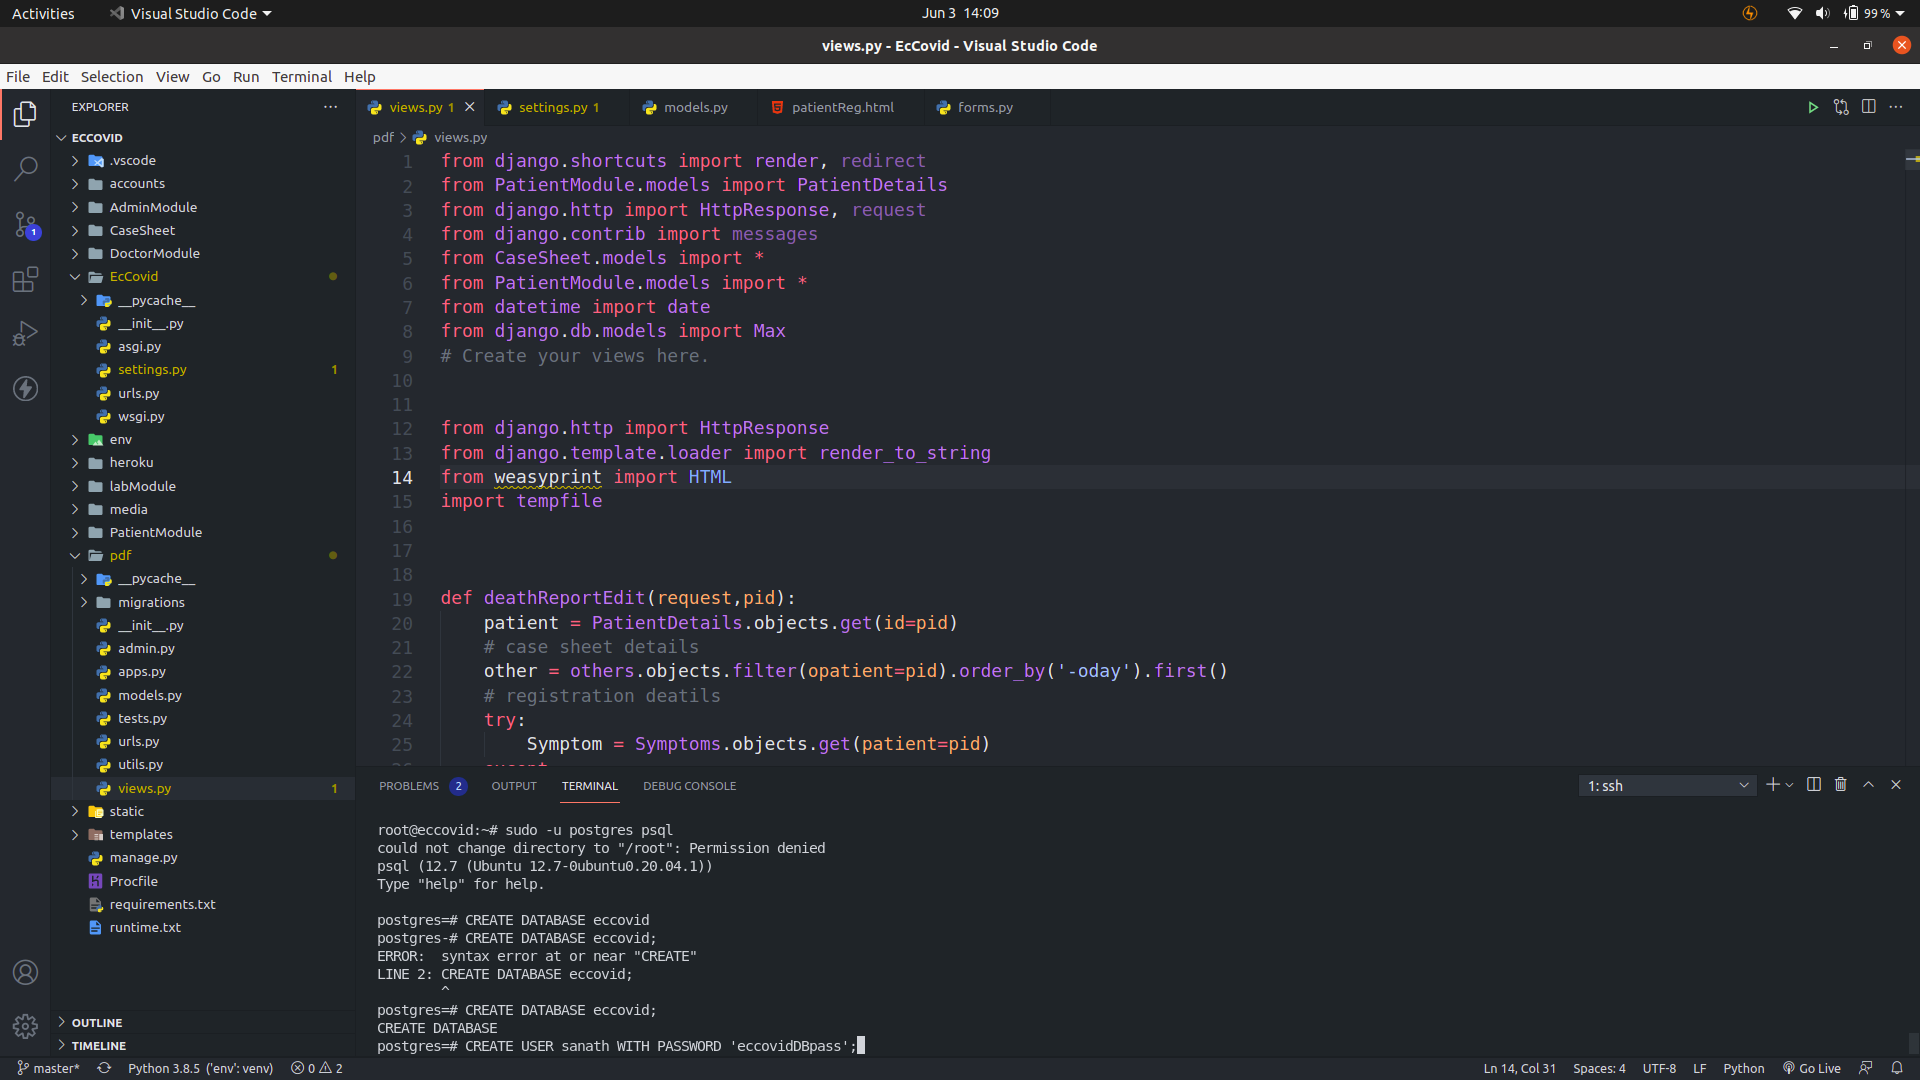 Activities
Visual Studio Code
Jun 3 14:09
99 %
views.py - EcCovid - Visual Studio Code
File Edit Selection View Go Run Terminal Help
EXPLORER
ECCOVID
.vscode
accounts
AdminModule
CaseSheet
DoctorModule
EcCovid
__pycache__
__init__.py
asgi.py
settings.py 1
urls.py
wsgi.py
env
heroku
labModule
media
PatientModule
pdf
__pycache__
migrations
__init__.py
admin.py
apps.py
models.py
tests.py
urls.py
utils.py
views.py 1
static
templates
manage.py
Procfile
requirements.txt
runtime.txt
OUTLINE
TIMELINE
1
views.py 1
settings.py 1
models.py
patientReg.html
forms.py
pdf > views.py
1 from django.shortcuts import render, redirect
2 from PatientModule.models import PatientDetails
3 from django.http import HttpResponse, request
4 from django.contrib import messages
5 from CaseSheet.models import *
6 from PatientModule.models import *
7 from datetime import date
8 from django.db.models import Max
9 # Create your views here.
10
11
12 from django.http import HttpResponse
13 from django.template.loader import render_to_string
14 from weasyprint import HTML
15 import tempfile
16
17
18
19 def deathReportEdit(request,pid):
20     patient = PatientDetails.objects.get(id=pid)
21     # case sheet details
22     other = others.objects.filter(opatient=pid).order_by('-oday').first()
23     # registration deatils
24     try:
25         Symptom = Symptoms.objects.get(patient=pid)
PROBLEMS 2 OUTPUT TERMINAL DEBUG CONSOLE
1: ssh
root@eccovid:~# sudo -u postgres psql
could not change directory to "/root": Permission denied
psql (12.7 (Ubuntu 12.7-0ubuntu0.20.04.1))
Type "help" for help.
postgres=# CREATE DATABASE eccovid
postgres-# CREATE DATABASE eccovid;
ERROR:  syntax error at or near "CREATE"
LINE 2: CREATE DATABASE eccovid;
^
postgres=# CREATE DATABASE eccovid;
CREATE DATABASE
postgres=# CREATE USER sanath WITH PASSWORD 'eccovidDBpass';
master* Python 3.8.5 ('env': venv) 0 2
Ln 14, Col 31 Spaces: 4 UTF-8 LF Python Go Live